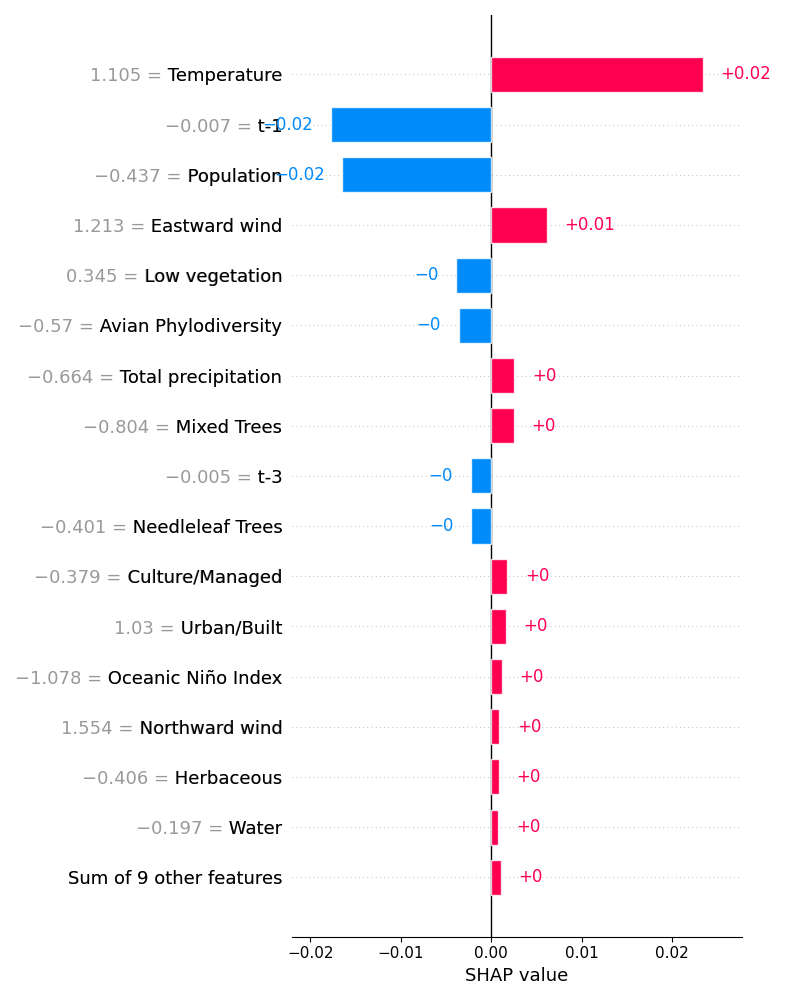 1.105 = Temperature +0.02
−0.007 = t-1 −0.02
−0.437 = Population −0.02
1.213 = Eastward wind +0.01
0.345 = Low vegetation −0
−0.57 = Avian Phylodiversity −0
−0.664 = Total precipitation +0
−0.804 = Mixed Trees +0
−0.005 = t-3 −0
−0.401 = Needleleaf Trees −0
−0.379 = Culture/Managed +0
1.03 = Urban/Built +0
−1.078 = Oceanic Niño Index +0
1.554 = Northward wind +0
−0.406 = Herbaceous +0
−0.197 = Water +0
Sum of 9 other features +0
−0.02 −0.01 0.00 0.01 0.02
SHAP value